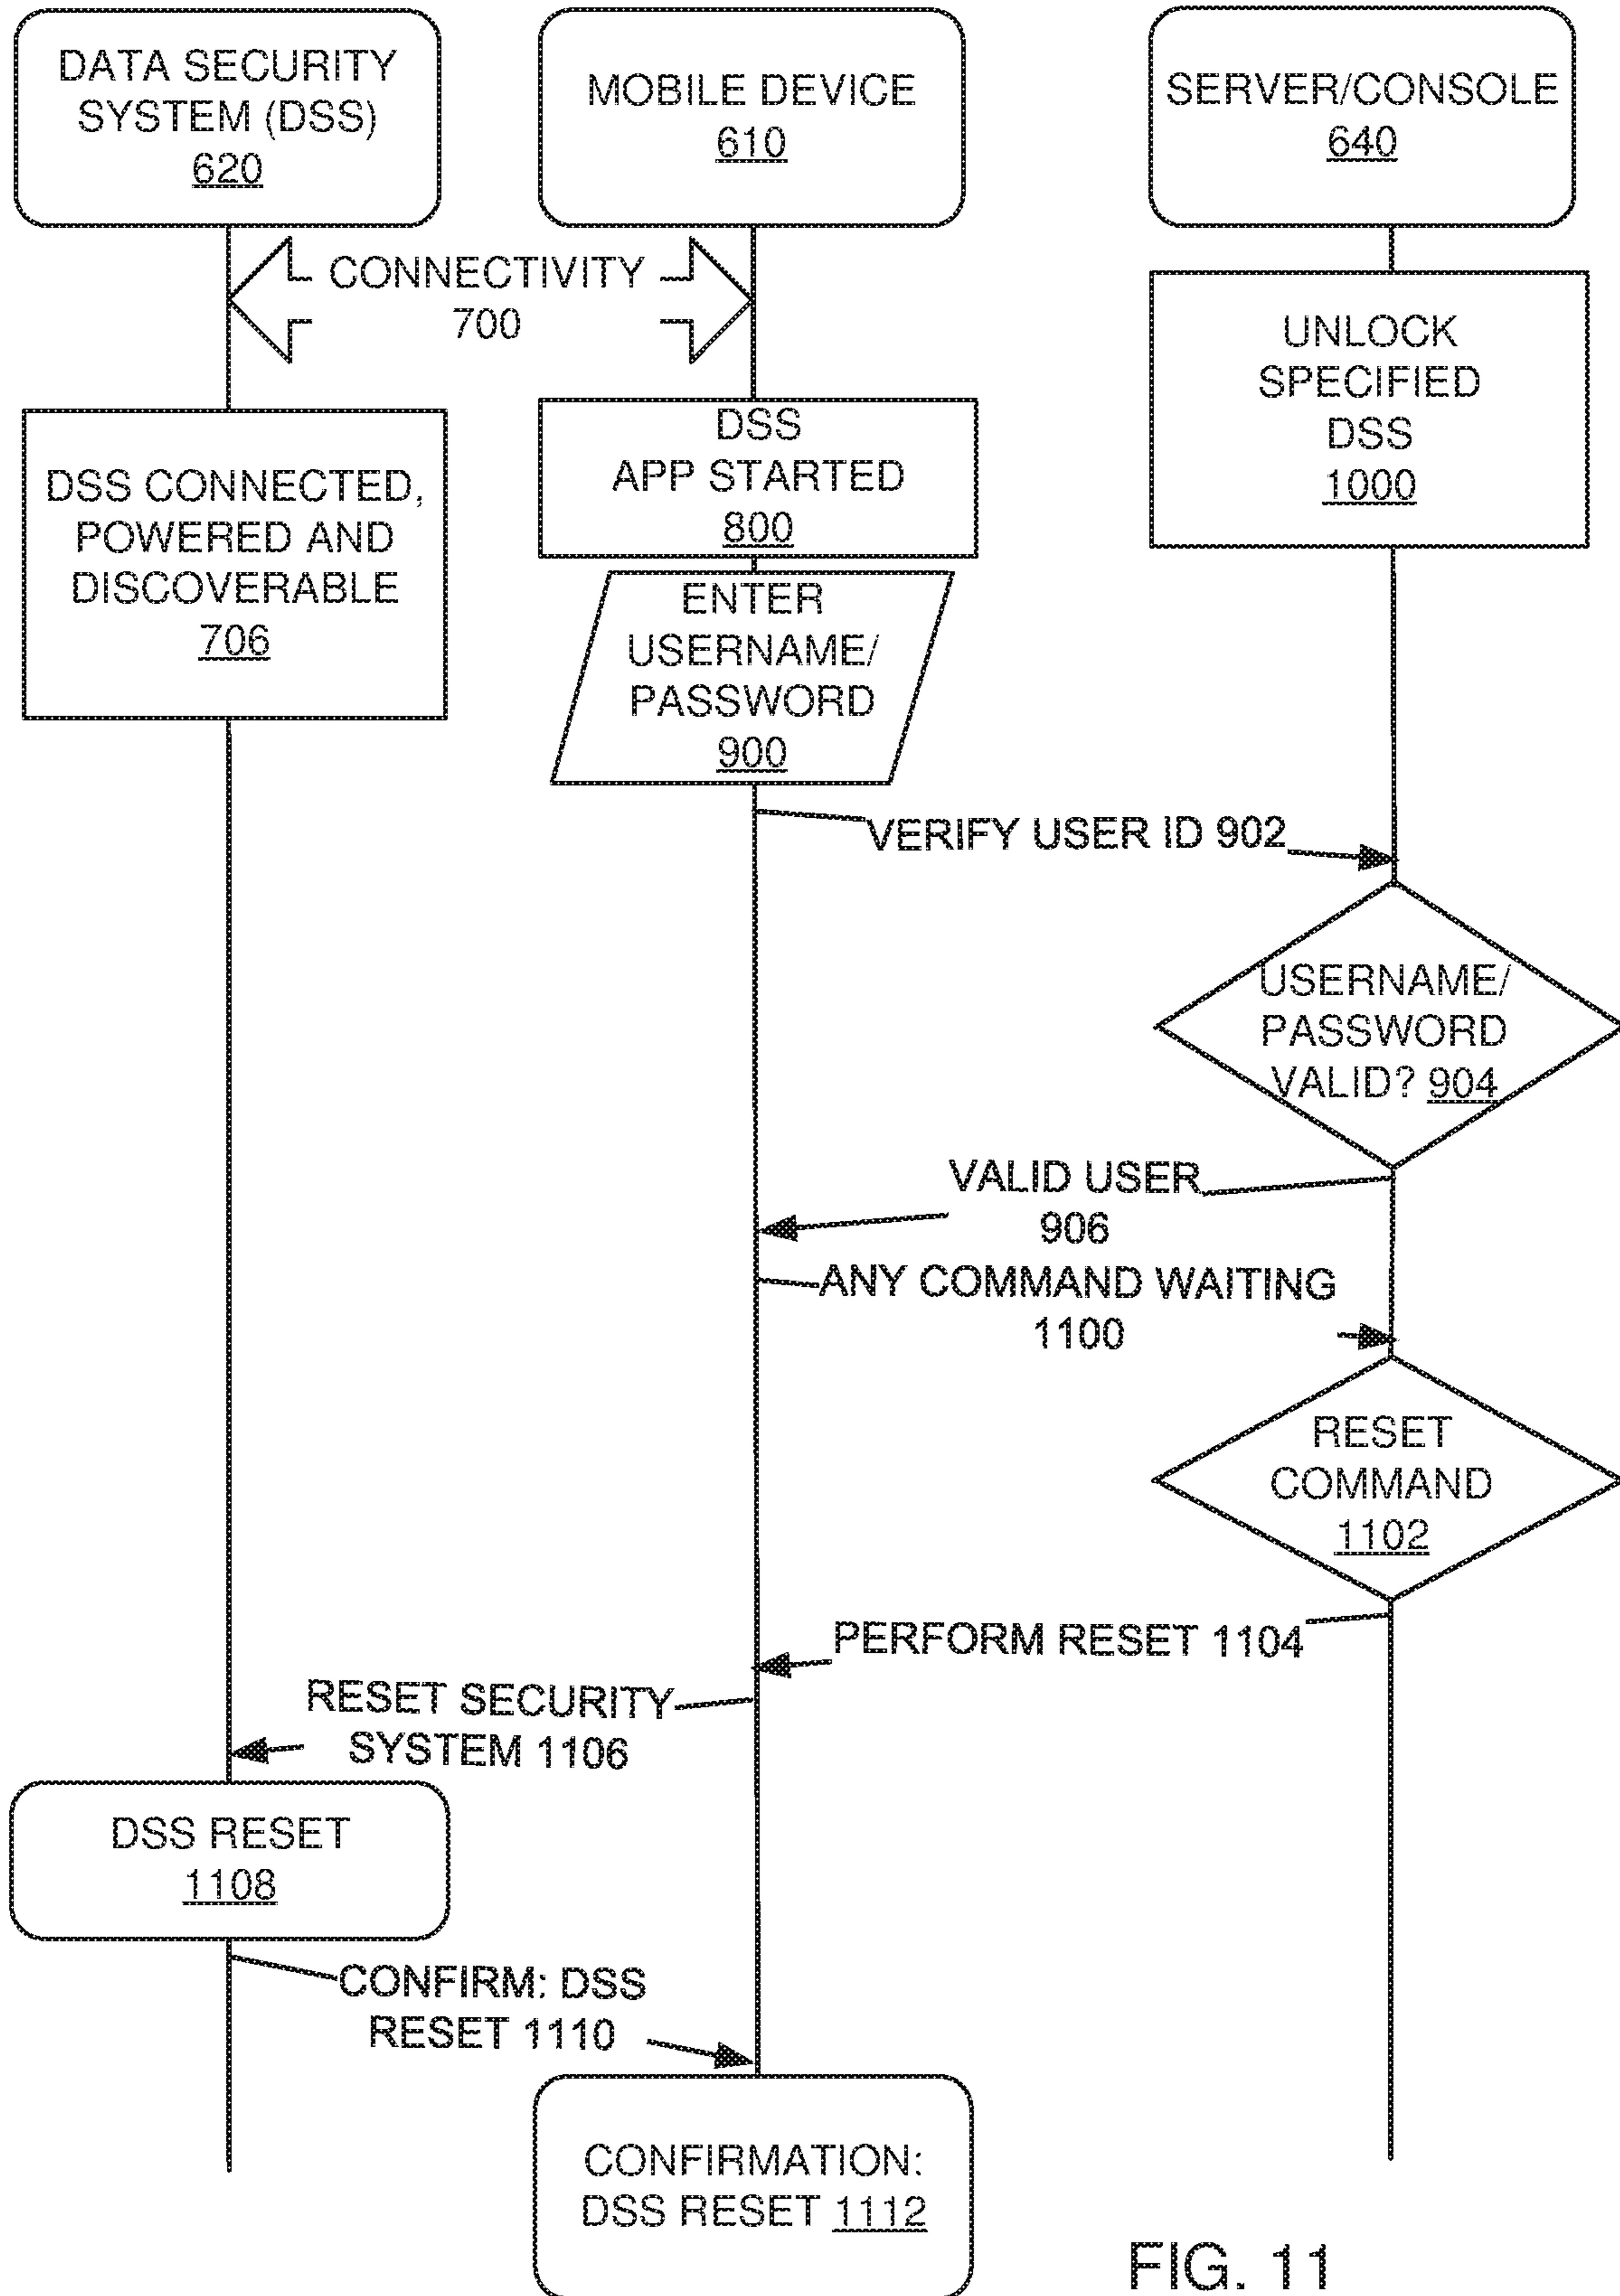 DATA SECURITY
SYSTEM (DSS)
620
MOBILE DEVICE
610
SERVER/CONSOLE
640
CONNECTIVITY
700
UNLOCK
SPECIFIED
DSS
1000
DSS CONNECTED,
POWERED AND
DISCOVERABLE
706
DSS
APP STARTED
800
ENTER
USERNAME/
PASSWORD
900
VERIFY USER ID 902
USERNAME/
PASSWORD
VALID? 904
VALID USER
906
ANY COMMAND WAITING
1100
RESET
COMMAND
1102
PERFORM RESET 1104
RESET SECURITY
SYSTEM 1106
DSS RESET
1108
CONFIRM: DSS
RESET 1110
CONFIRMATION:
DSS RESET 1112
FIG. 11